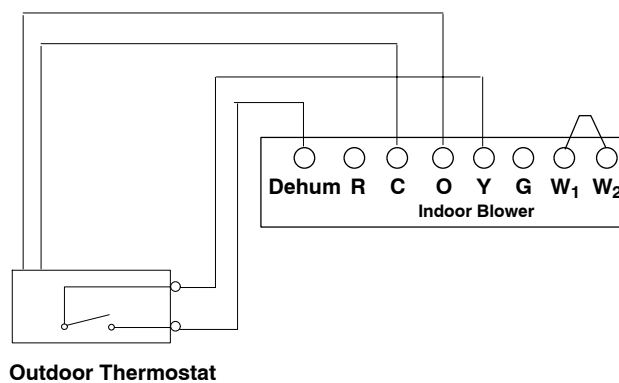 Dehum R C O Y G W₁ W₂
Indoor Blower
Outdoor Thermostat